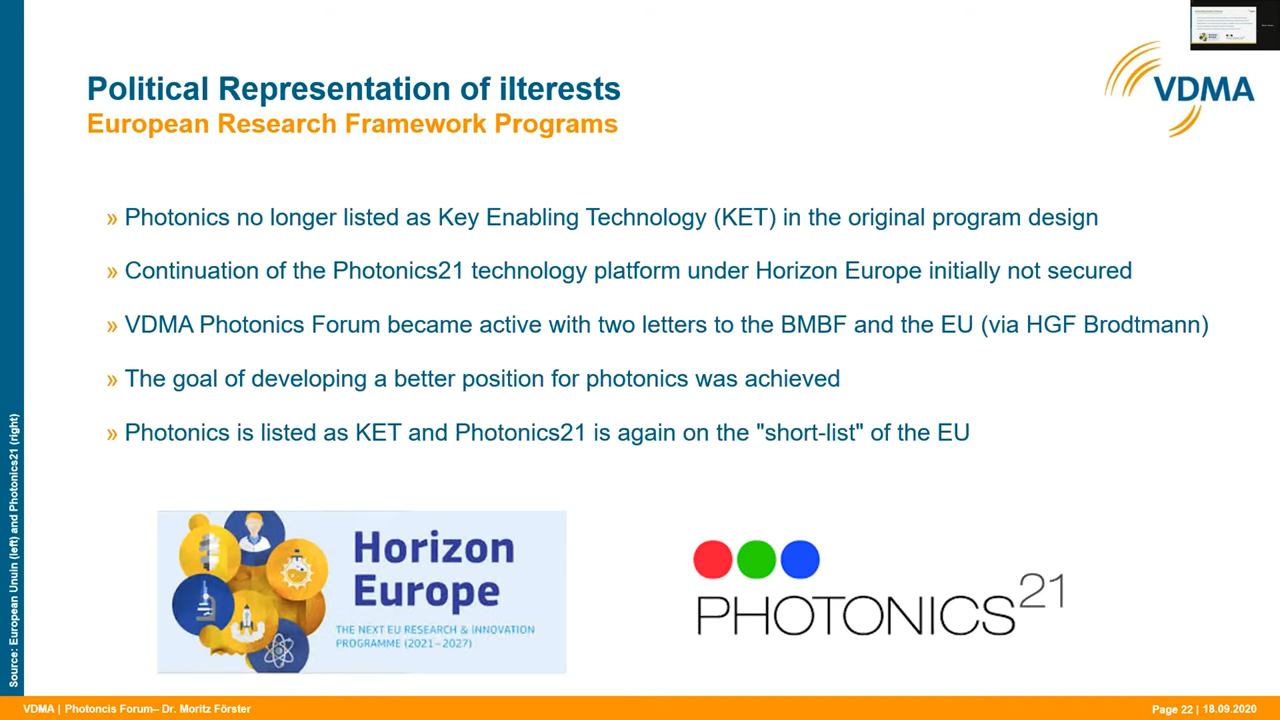 Political Representation of iIterests
European Research Framework Programs
VDMA
» Photonics no longer listed as Key Enabling Technology (KET) in the original program design
» Continuation of the Photonics21 technology platform under Horizon Europe initially not secured
» VDMA Photonics Forum became active with two letters to the BMBF and the EU (via HGF Brodtmann)
» The goal of developing a better position for photonics was achieved
» Photonics is listed as KET and Photonics21 is again on the "short-list" of the EU
Horizon
Europe
THE NEXT EU RESEARCH & INNOVATION
PROGRAMME (2021–2027)
PHOTONICS21
Source: European Unuin (left) and Photonics21 (right)
VDMA | Photoncis Forum– Dr. Moritz Förster
Page 22 | 18.09.2020